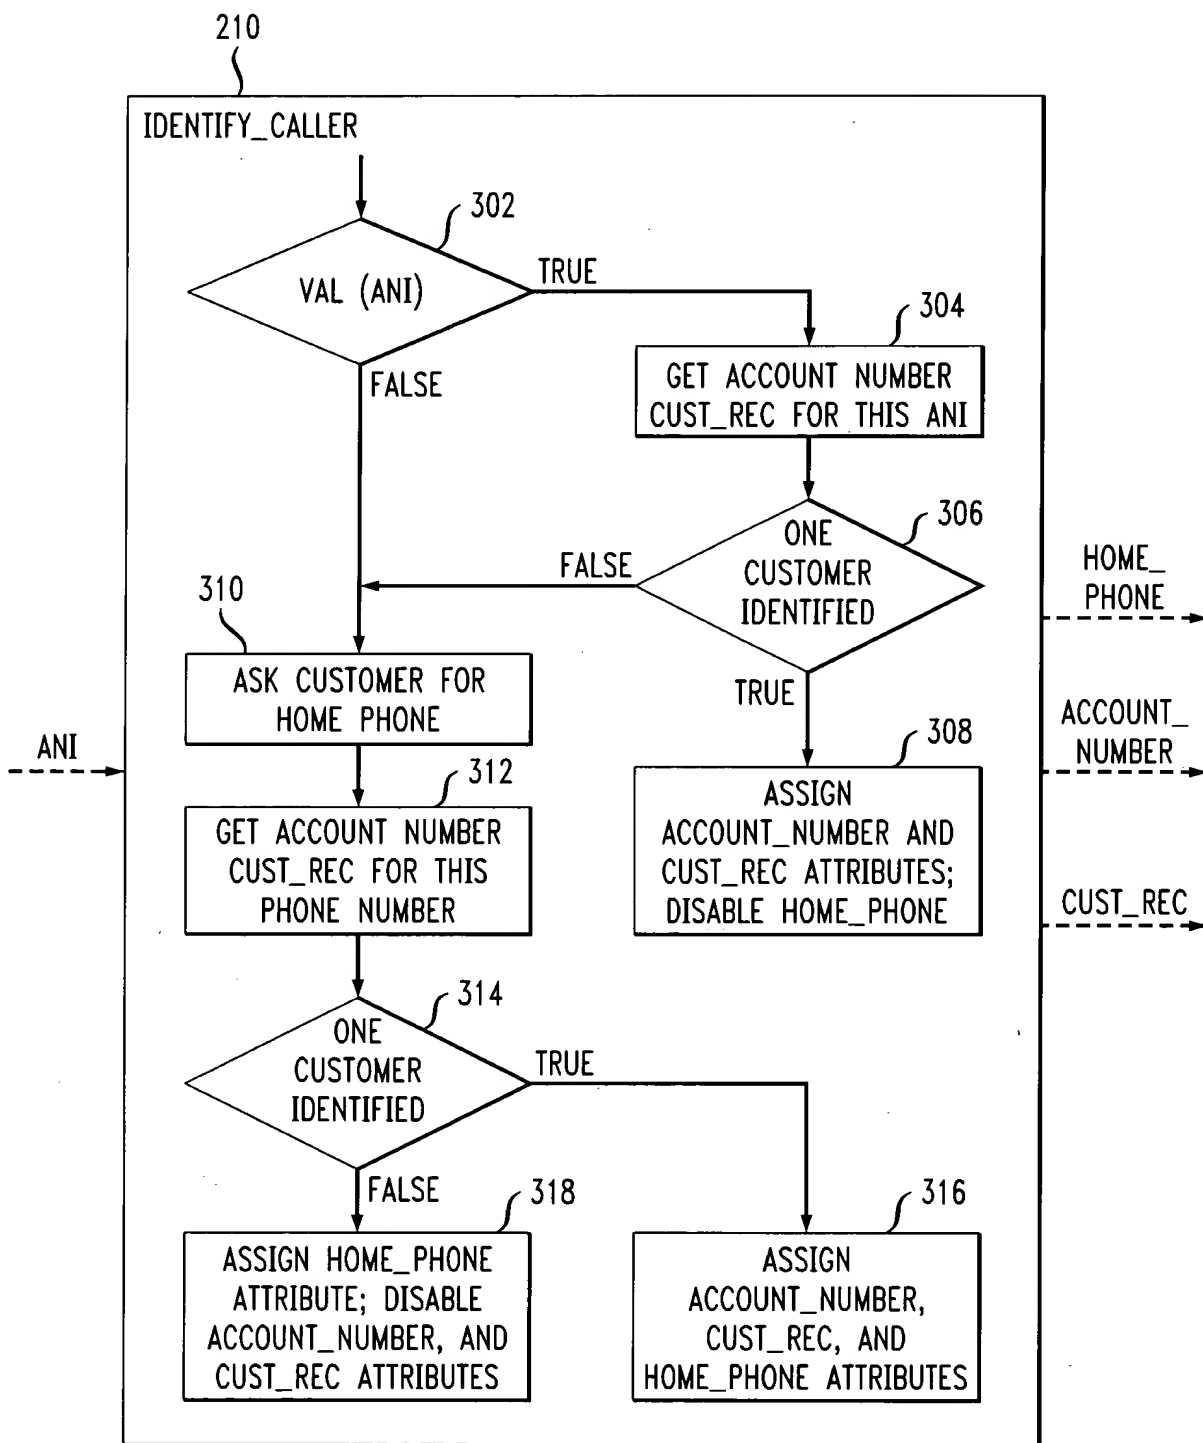 210
IDENTIFY_CALLER
302
VAL (ANI)
TRUE
FALSE
304
GET ACCOUNT NUMBER
CUST_REC FOR THIS ANI
306
ONE
CUSTOMER
IDENTIFIED
FALSE
TRUE
310
ASK CUSTOMER FOR
HOME PHONE
308
ASSIGN
ACCOUNT_NUMBER AND
CUST_REC ATTRIBUTES;
DISABLE HOME_PHONE
312
GET ACCOUNT NUMBER
CUST_REC FOR THIS
PHONE NUMBER
314
ONE
CUSTOMER
IDENTIFIED
TRUE
FALSE
318
ASSIGN HOME_PHONE
ATTRIBUTE; DISABLE
ACCOUNT_NUMBER, AND
CUST_REC ATTRIBUTES
316
ASSIGN
ACCOUNT_NUMBER,
CUST_REC, AND
HOME_PHONE ATTRIBUTES
ANI
HOME_
PHONE
ACCOUNT_
NUMBER
CUST_REC